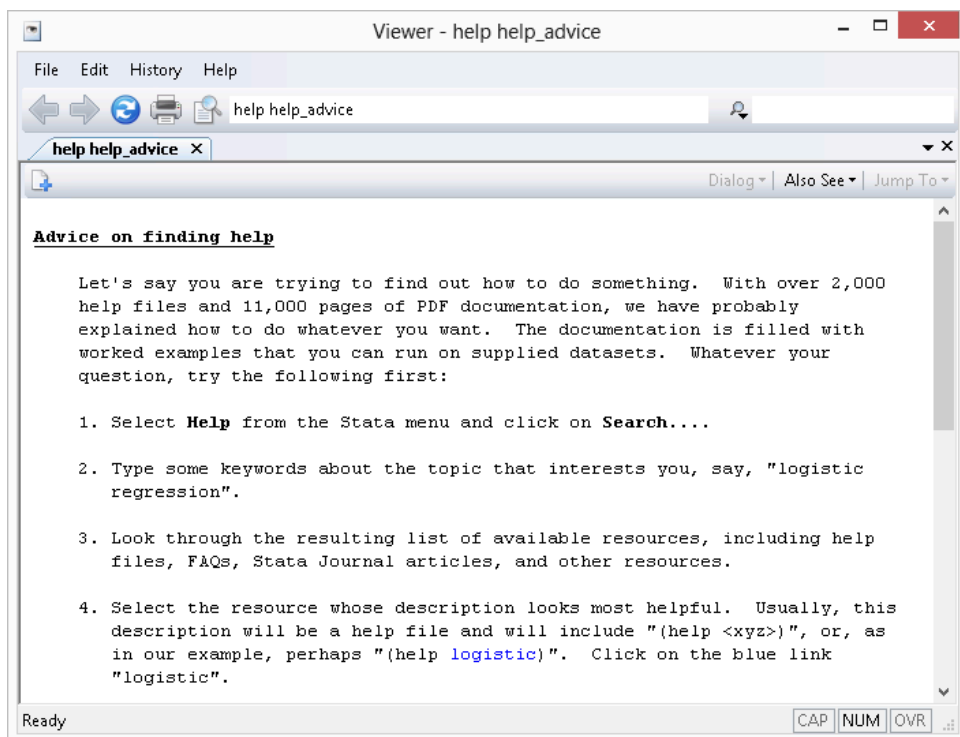 Viewer - help help_advice
File Edit History Help
help help_advice
help help_advice X
Dialog Also See Jump To
Advice on finding help
Let's say you are trying to find out how to do something. With over 2,000
help files and 11,000 pages of PDF documentation, we have probably
explained how to do whatever you want. The documentation is filled with
worked examples that you can run on supplied datasets. Whatever your
question, try the following first:
1. Select Help from the Stata menu and click on Search....
2. Type some keywords about the topic that interests you, say, "logistic
regression".
3. Look through the resulting list of available resources, including help
files, FAQs, Stata Journal articles, and other resources.
4. Select the resource whose description looks most helpful. Usually, this
description will be a help file and will include "(help <xyz>)", or, as
in our example, perhaps "(help logistic)". Click on the blue link
"logistic".
Ready CAP NUM OVR